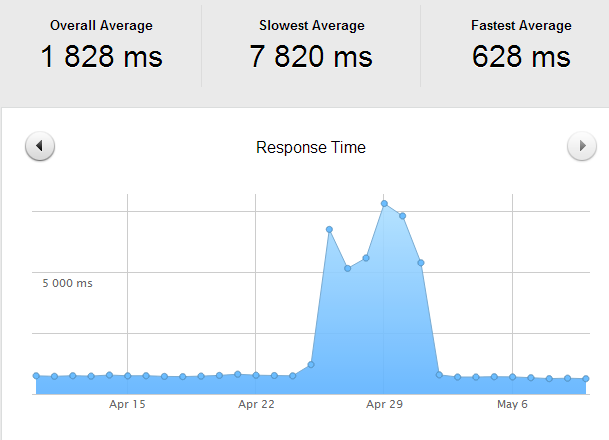 Overall Average Slowest Average Fastest Average
1 828 ms 7 820 ms 628 ms
Response Time
5 000 ms
Apr 15 Apr 22 Apr 29 May 6